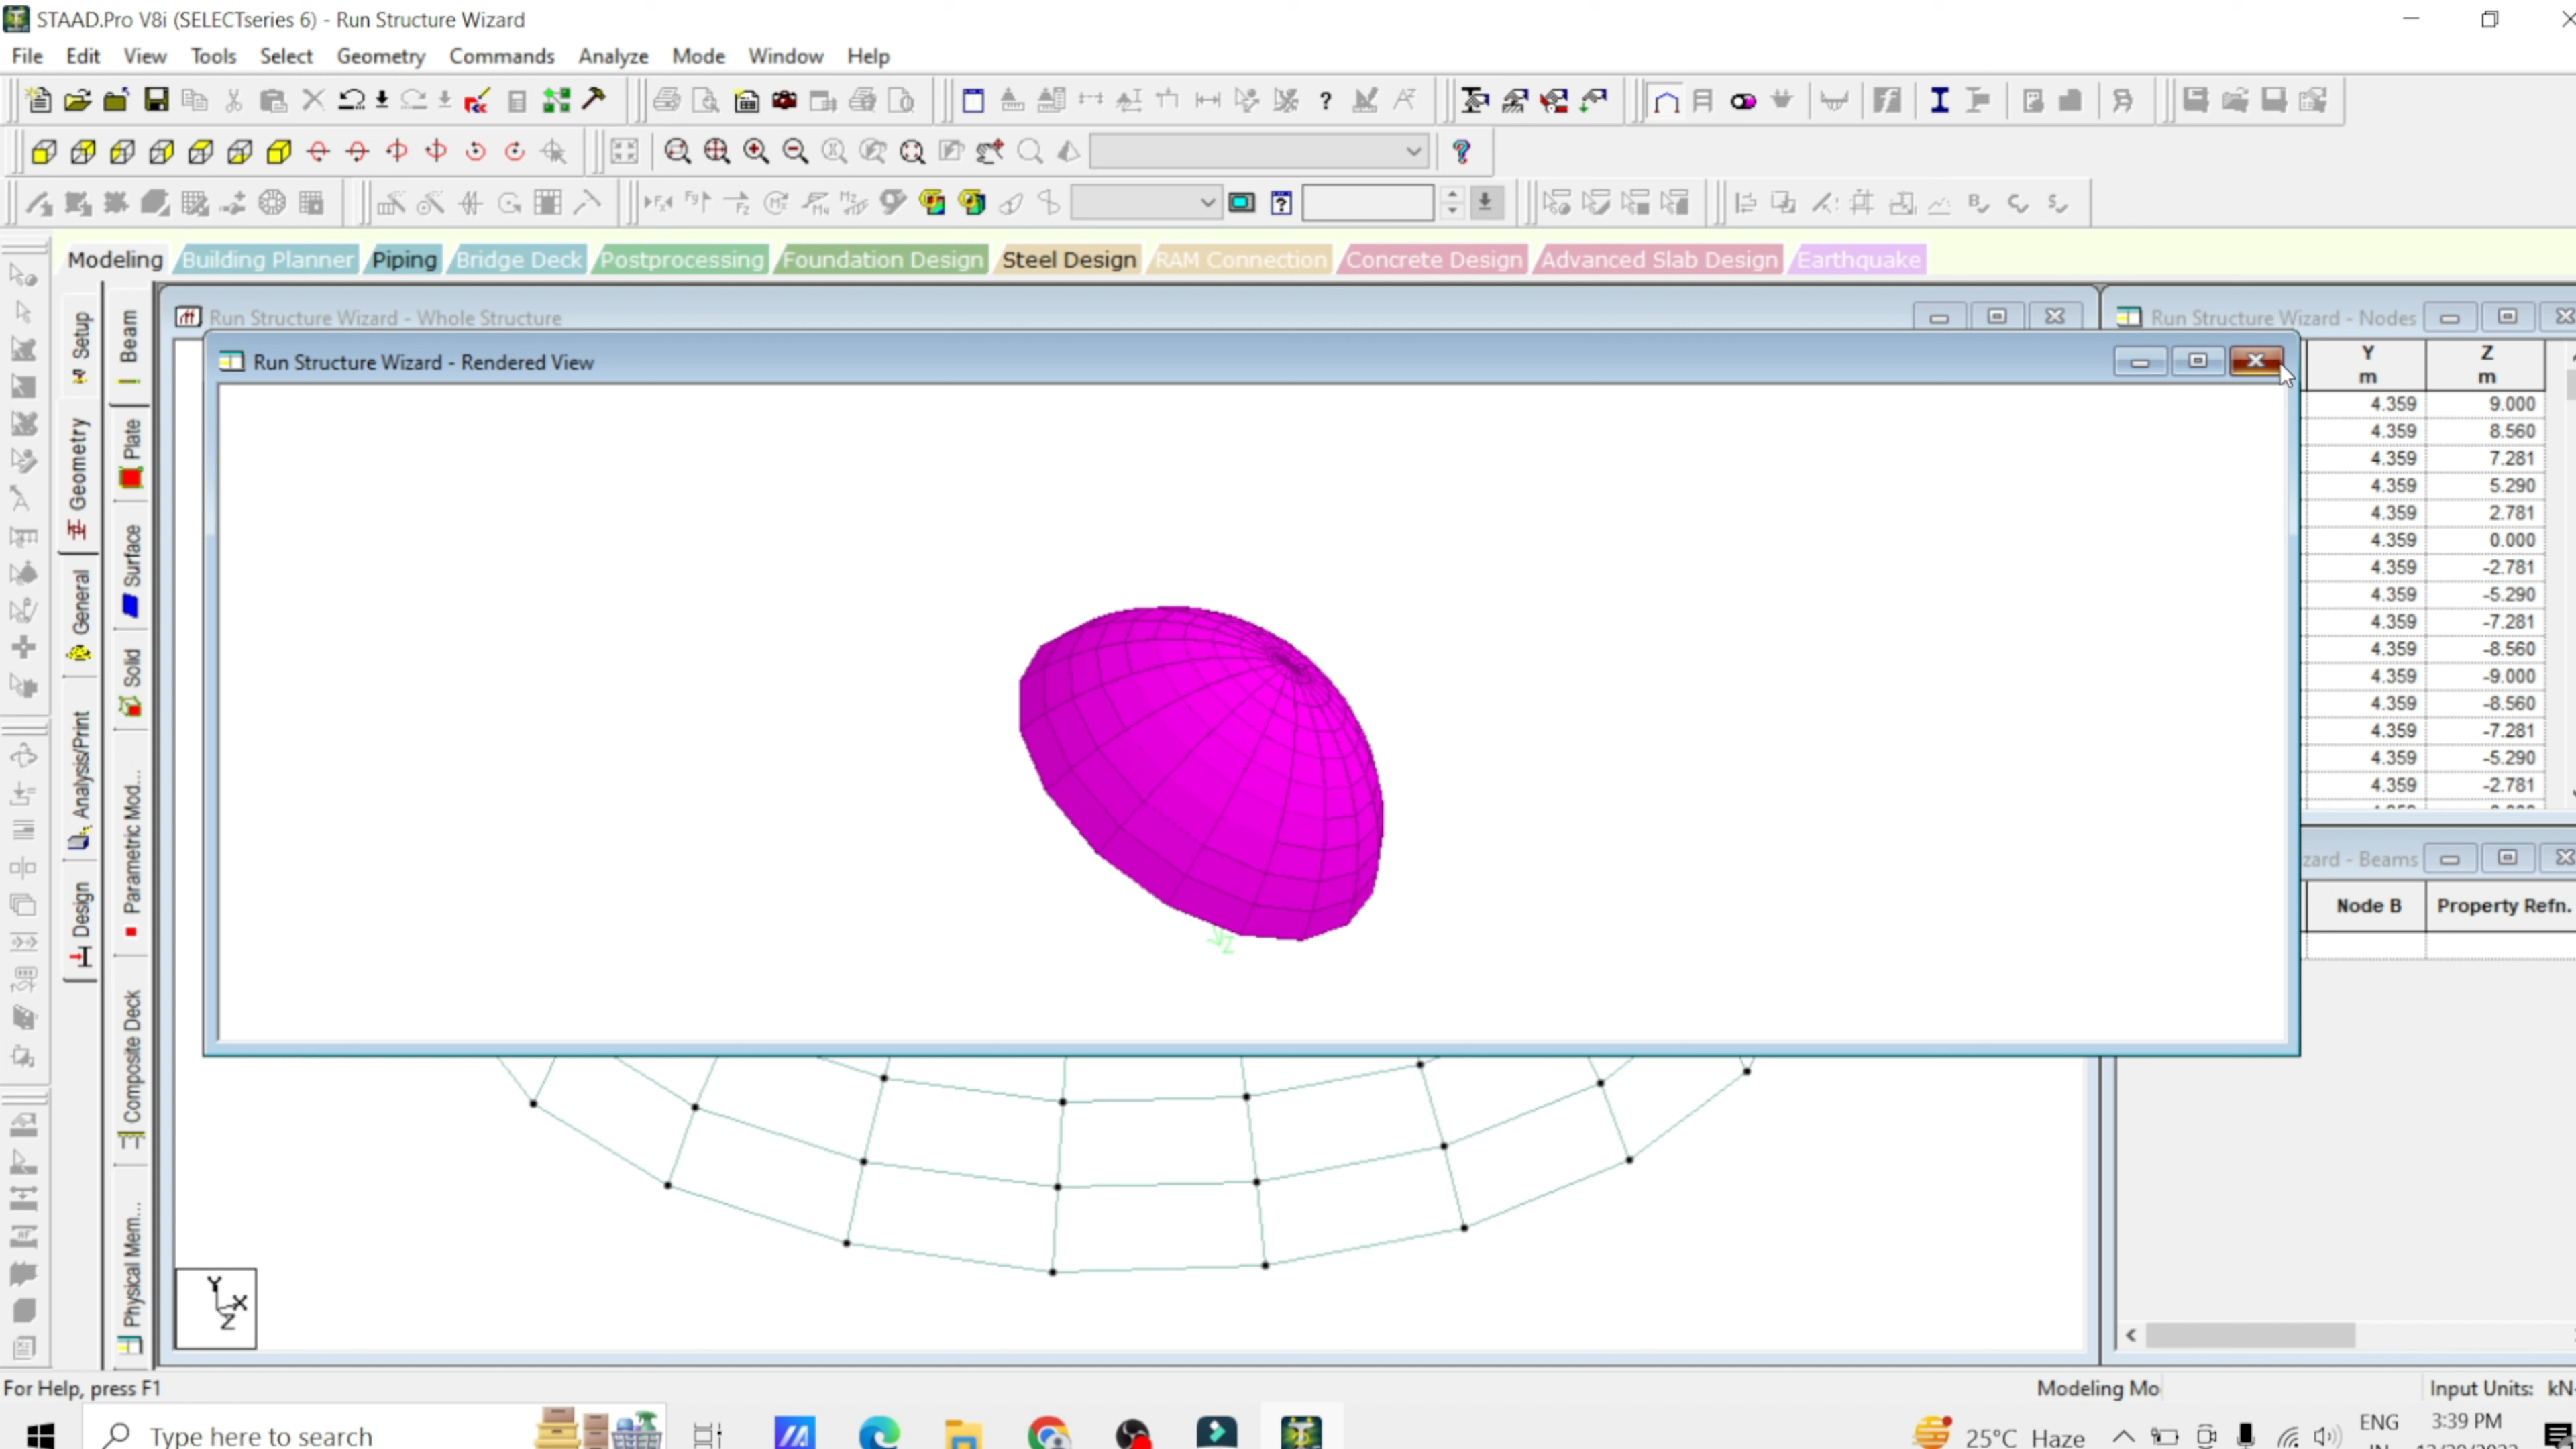 STAAD.Pro V8i (SELECTseries 6) - Run Structure Wizard
File Edit View Tools Select Geometry Commands Analyze Mode Window Help
Modeling Building Planner Piping Bridge Deck Postprocessing Foundation Design Steel Design RAM Connection Concrete Design Advanced Slab Design Earthquake
Setup
Geometry
General
Analysis/Print
Design
Beam
Plate
Surface
Solid
Parametric Mod...
Composite Deck
Physical Mem...
Run Structure Wizard - Whole Structure
Run Structure Wizard - Rendered View
Z
Y
X
Z
Run Structure Wizard - Nodes
Y Z
m m
4.359 9.000
4.359 8.560
4.359 7.281
4.359 5.290
4.359 2.781
4.359 0.000
4.359 -2.781
4.359 -5.290
4.359 -7.281
4.359 -8.560
4.359 -9.000
4.359 -8.560
4.359 -7.281
4.359 -5.290
4.359 -2.781
zard - Beams
Node B Property Refn.
For Help, press F1
Modeling Mo
Input Units: kN-
Type here to search
25°C Haze
ENG
3:39 PM